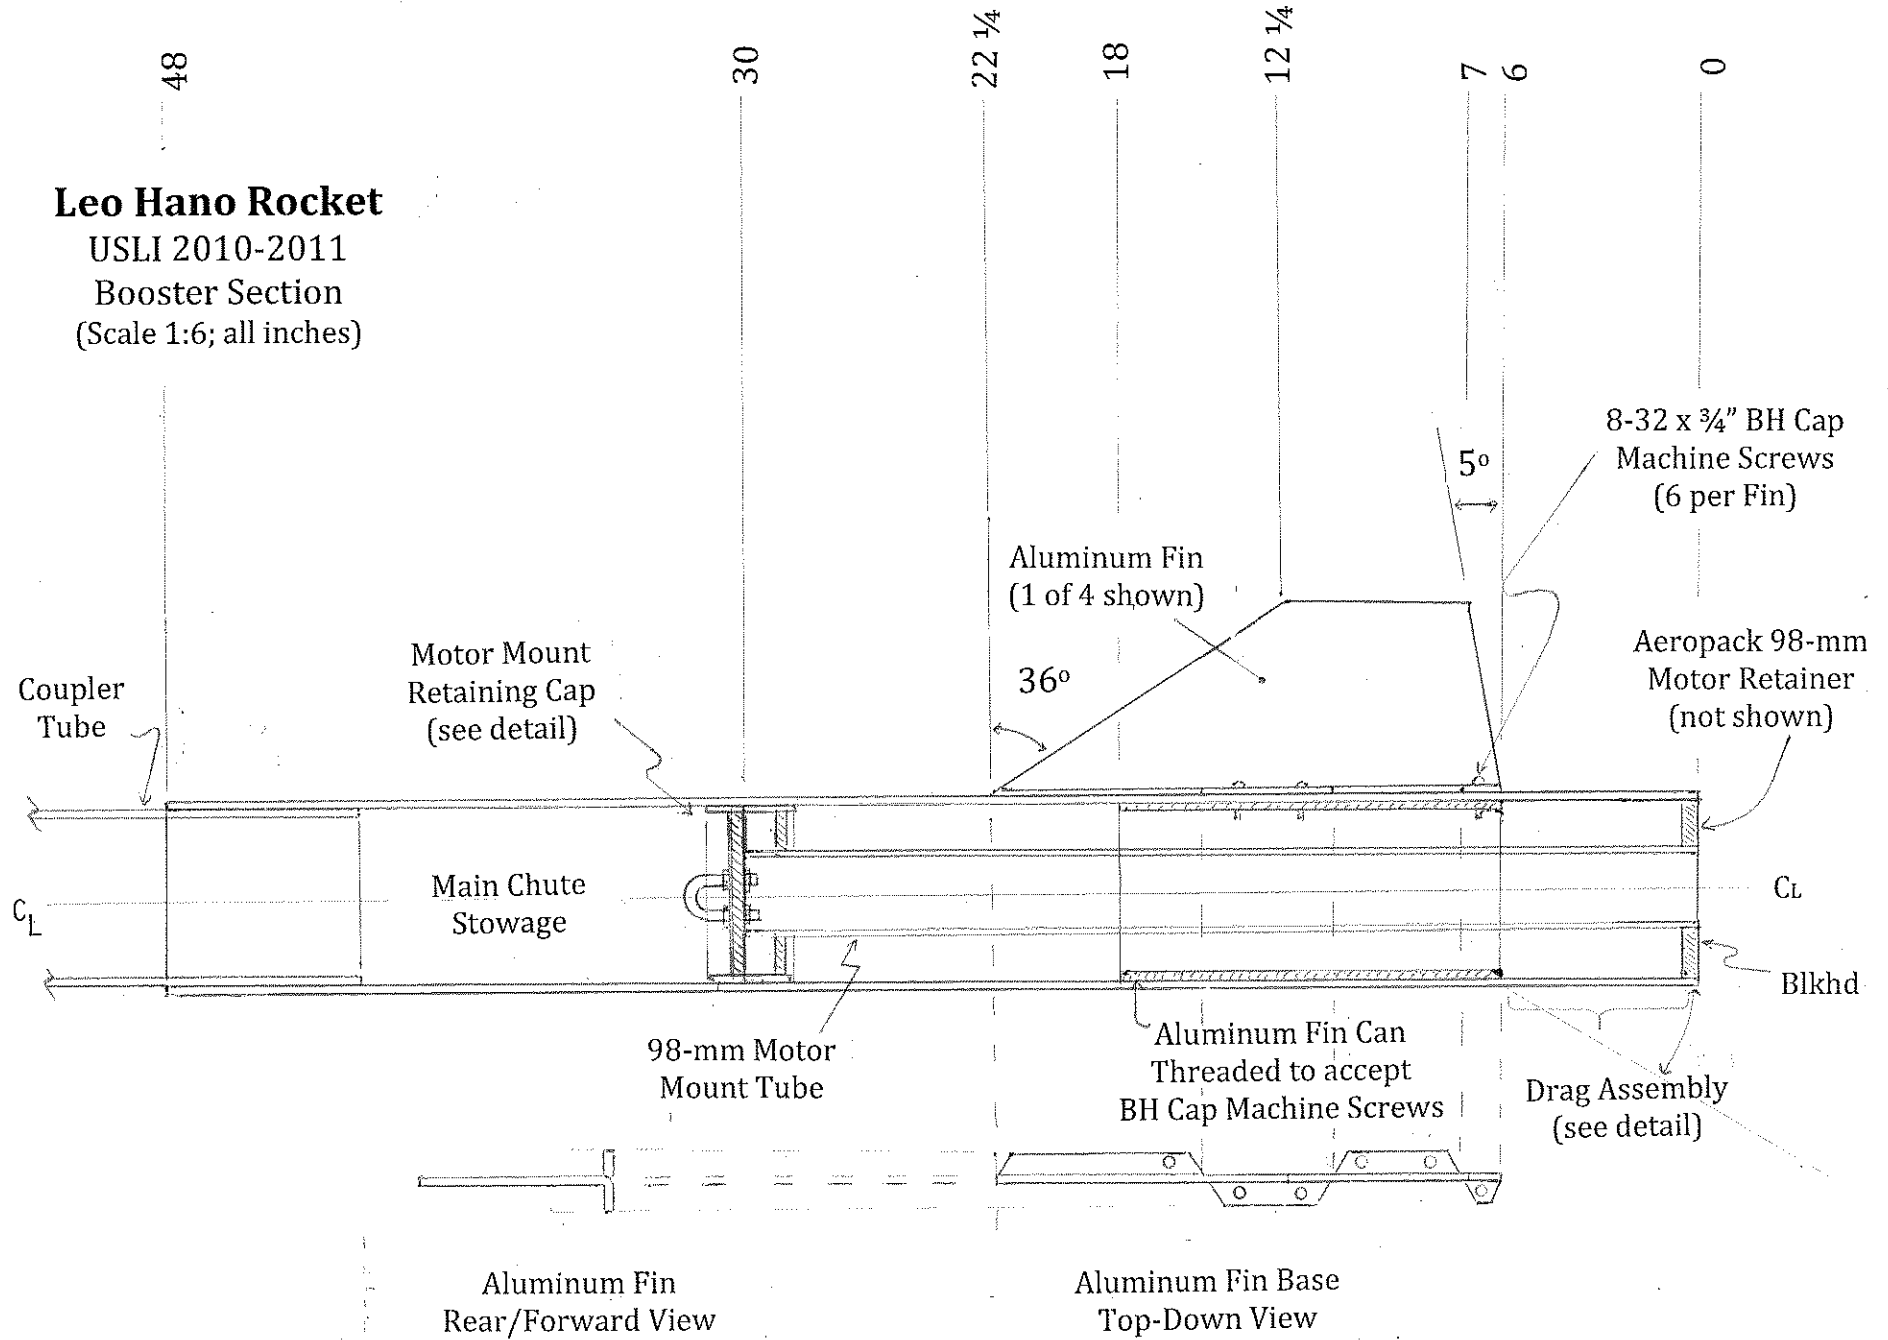 48
30
22 ¼
18
12 ¼
7
6
0
Leo Hano Rocket
USLI 2010-2011
Booster Section
(Scale 1:6; all inches)
8-32 x ¾” BH Cap
Machine Screws
(6 per Fin)
5º
Aluminum Fin
(1 of 4 shown)
36º
Motor Mount
Retaining Cap
(see detail)
Aeropack 98-mm
Motor Retainer
(not shown)
Coupler
Tube
Main Chute
Stowage
CL
CL
Blkhd
98-mm Motor
Mount Tube
Aluminum Fin Can
Threaded to accept
BH Cap Machine Screws
Drag Assembly
(see detail)
Aluminum Fin
Rear/Forward View
Aluminum Fin Base
Top-Down View